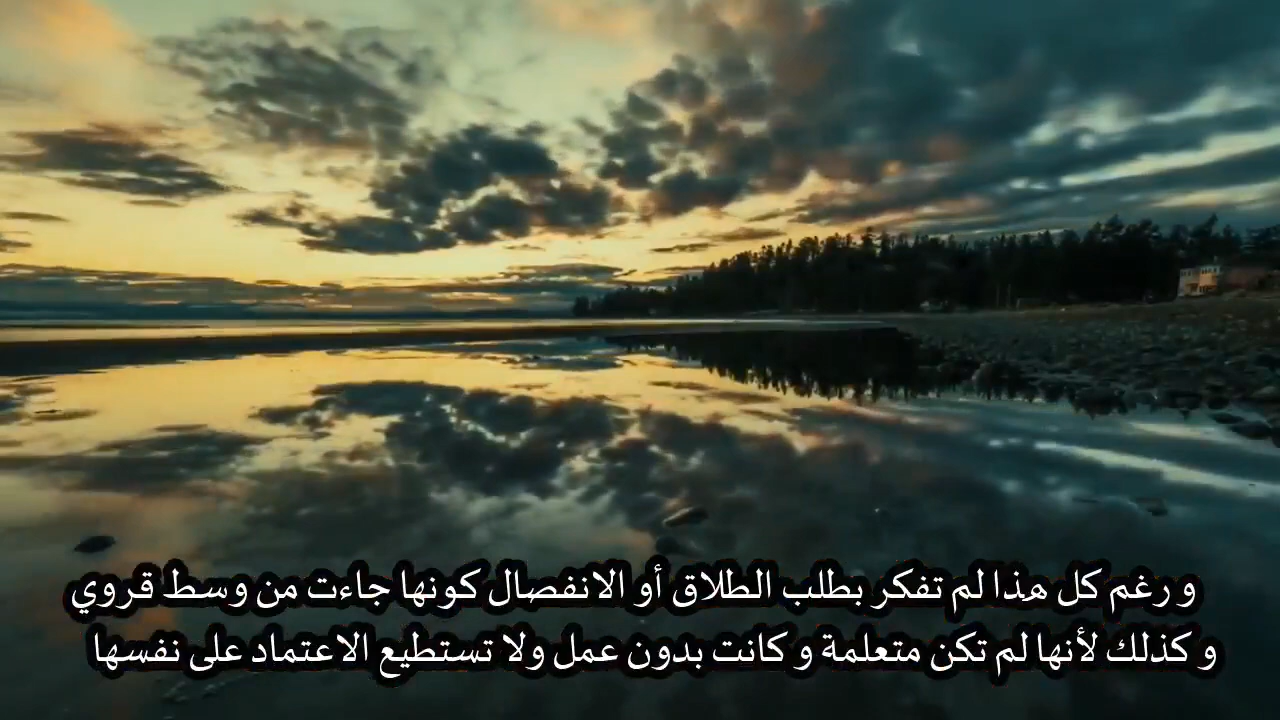 و رغم كل هذا لم تفكر بطلب الطلاق أو الانفصال كونها جاءت من وسط قروي
و كذلك لأنها لم تكن متعلمة و كانت بدون عمل ولا تستطيع الاعتماد على نفسها